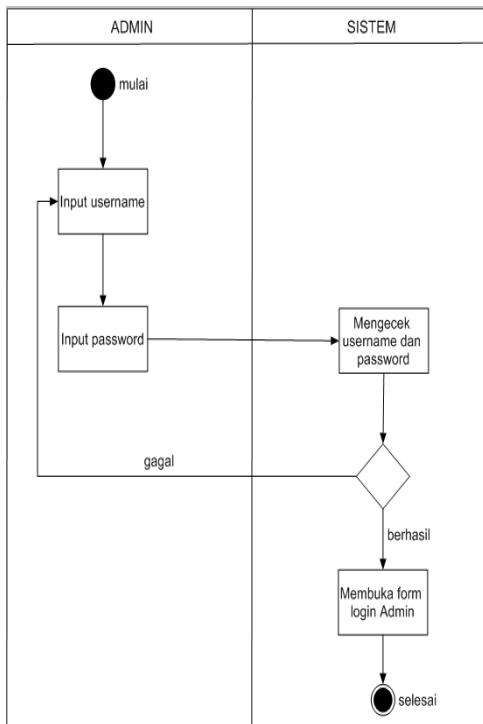 ADMIN
SISTEM
mulai
Input username
Input password
Mengecek
username dan
password
gagal
berhasil
Membuka form
login Admin
selesai